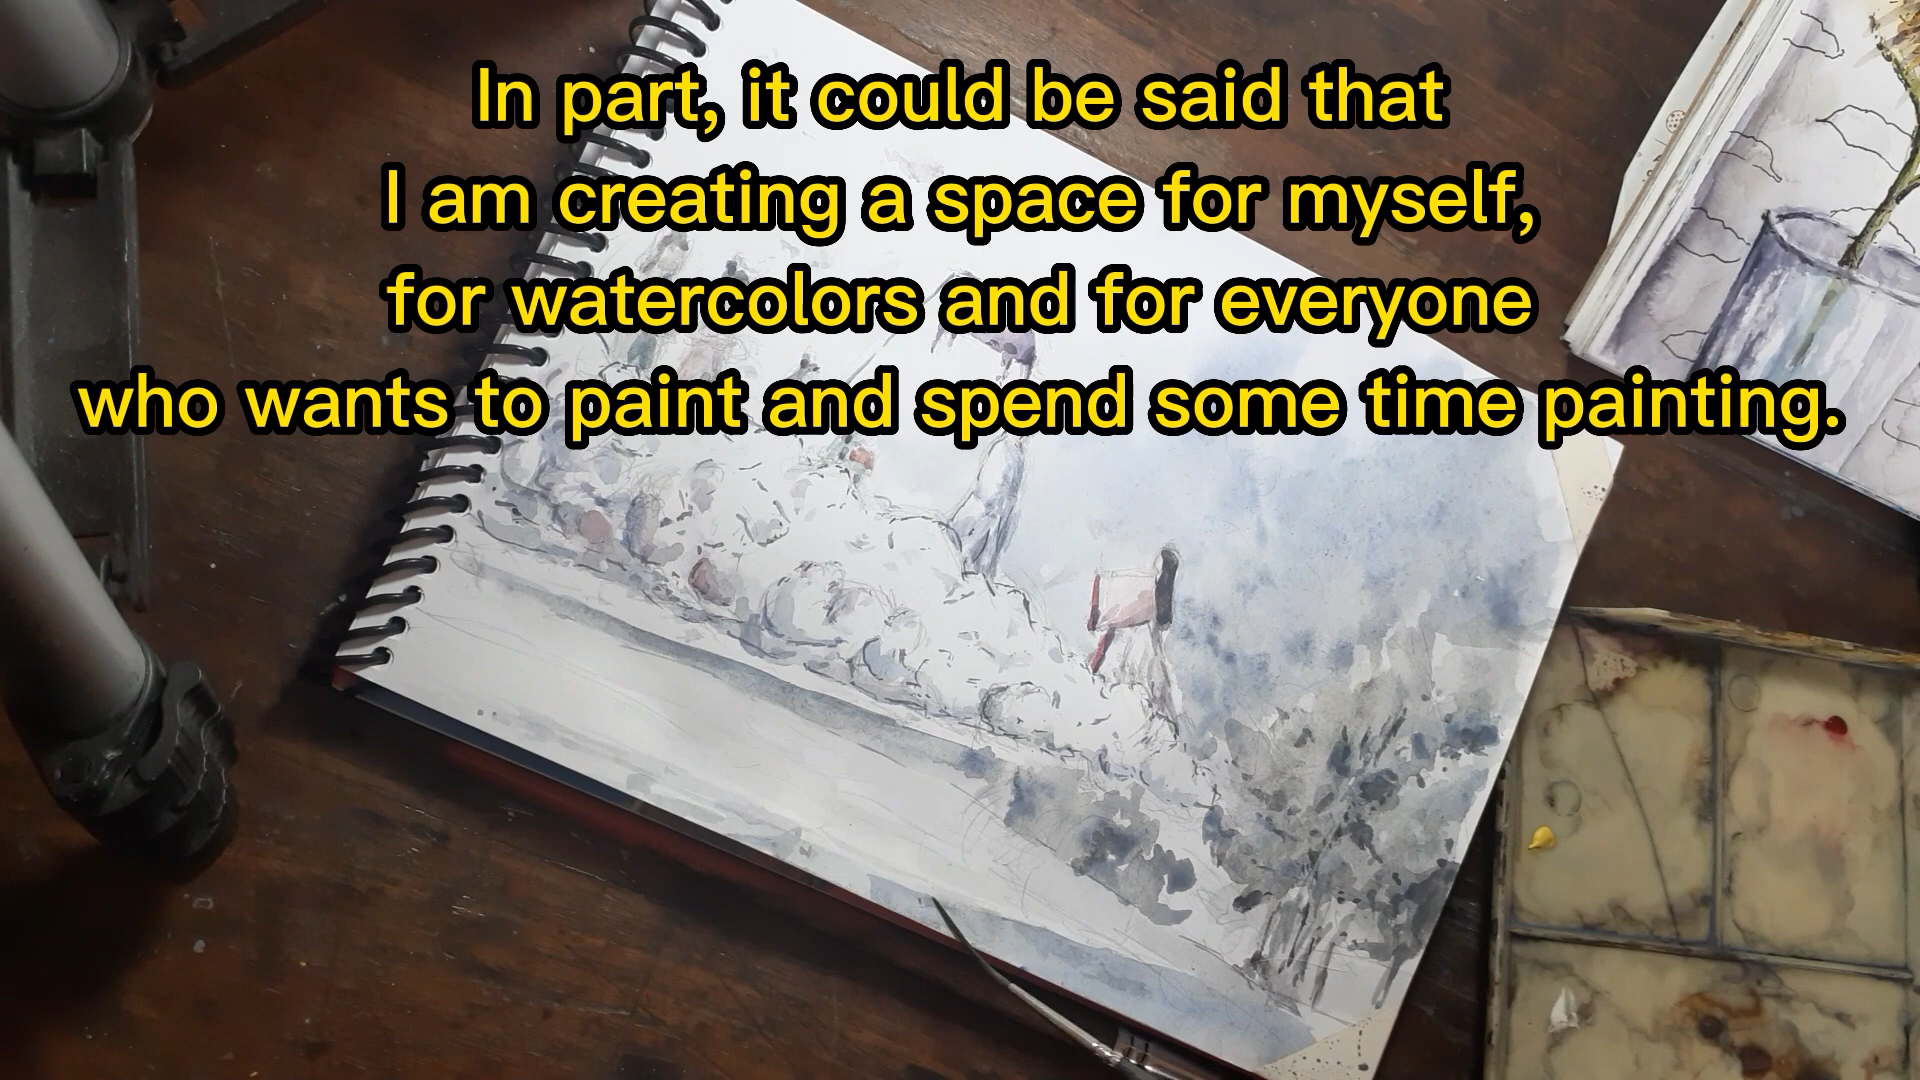 In part, it could be said that
I am creating a space for myself,
for watercolors and for everyone
who wants to paint and spend some time painting.